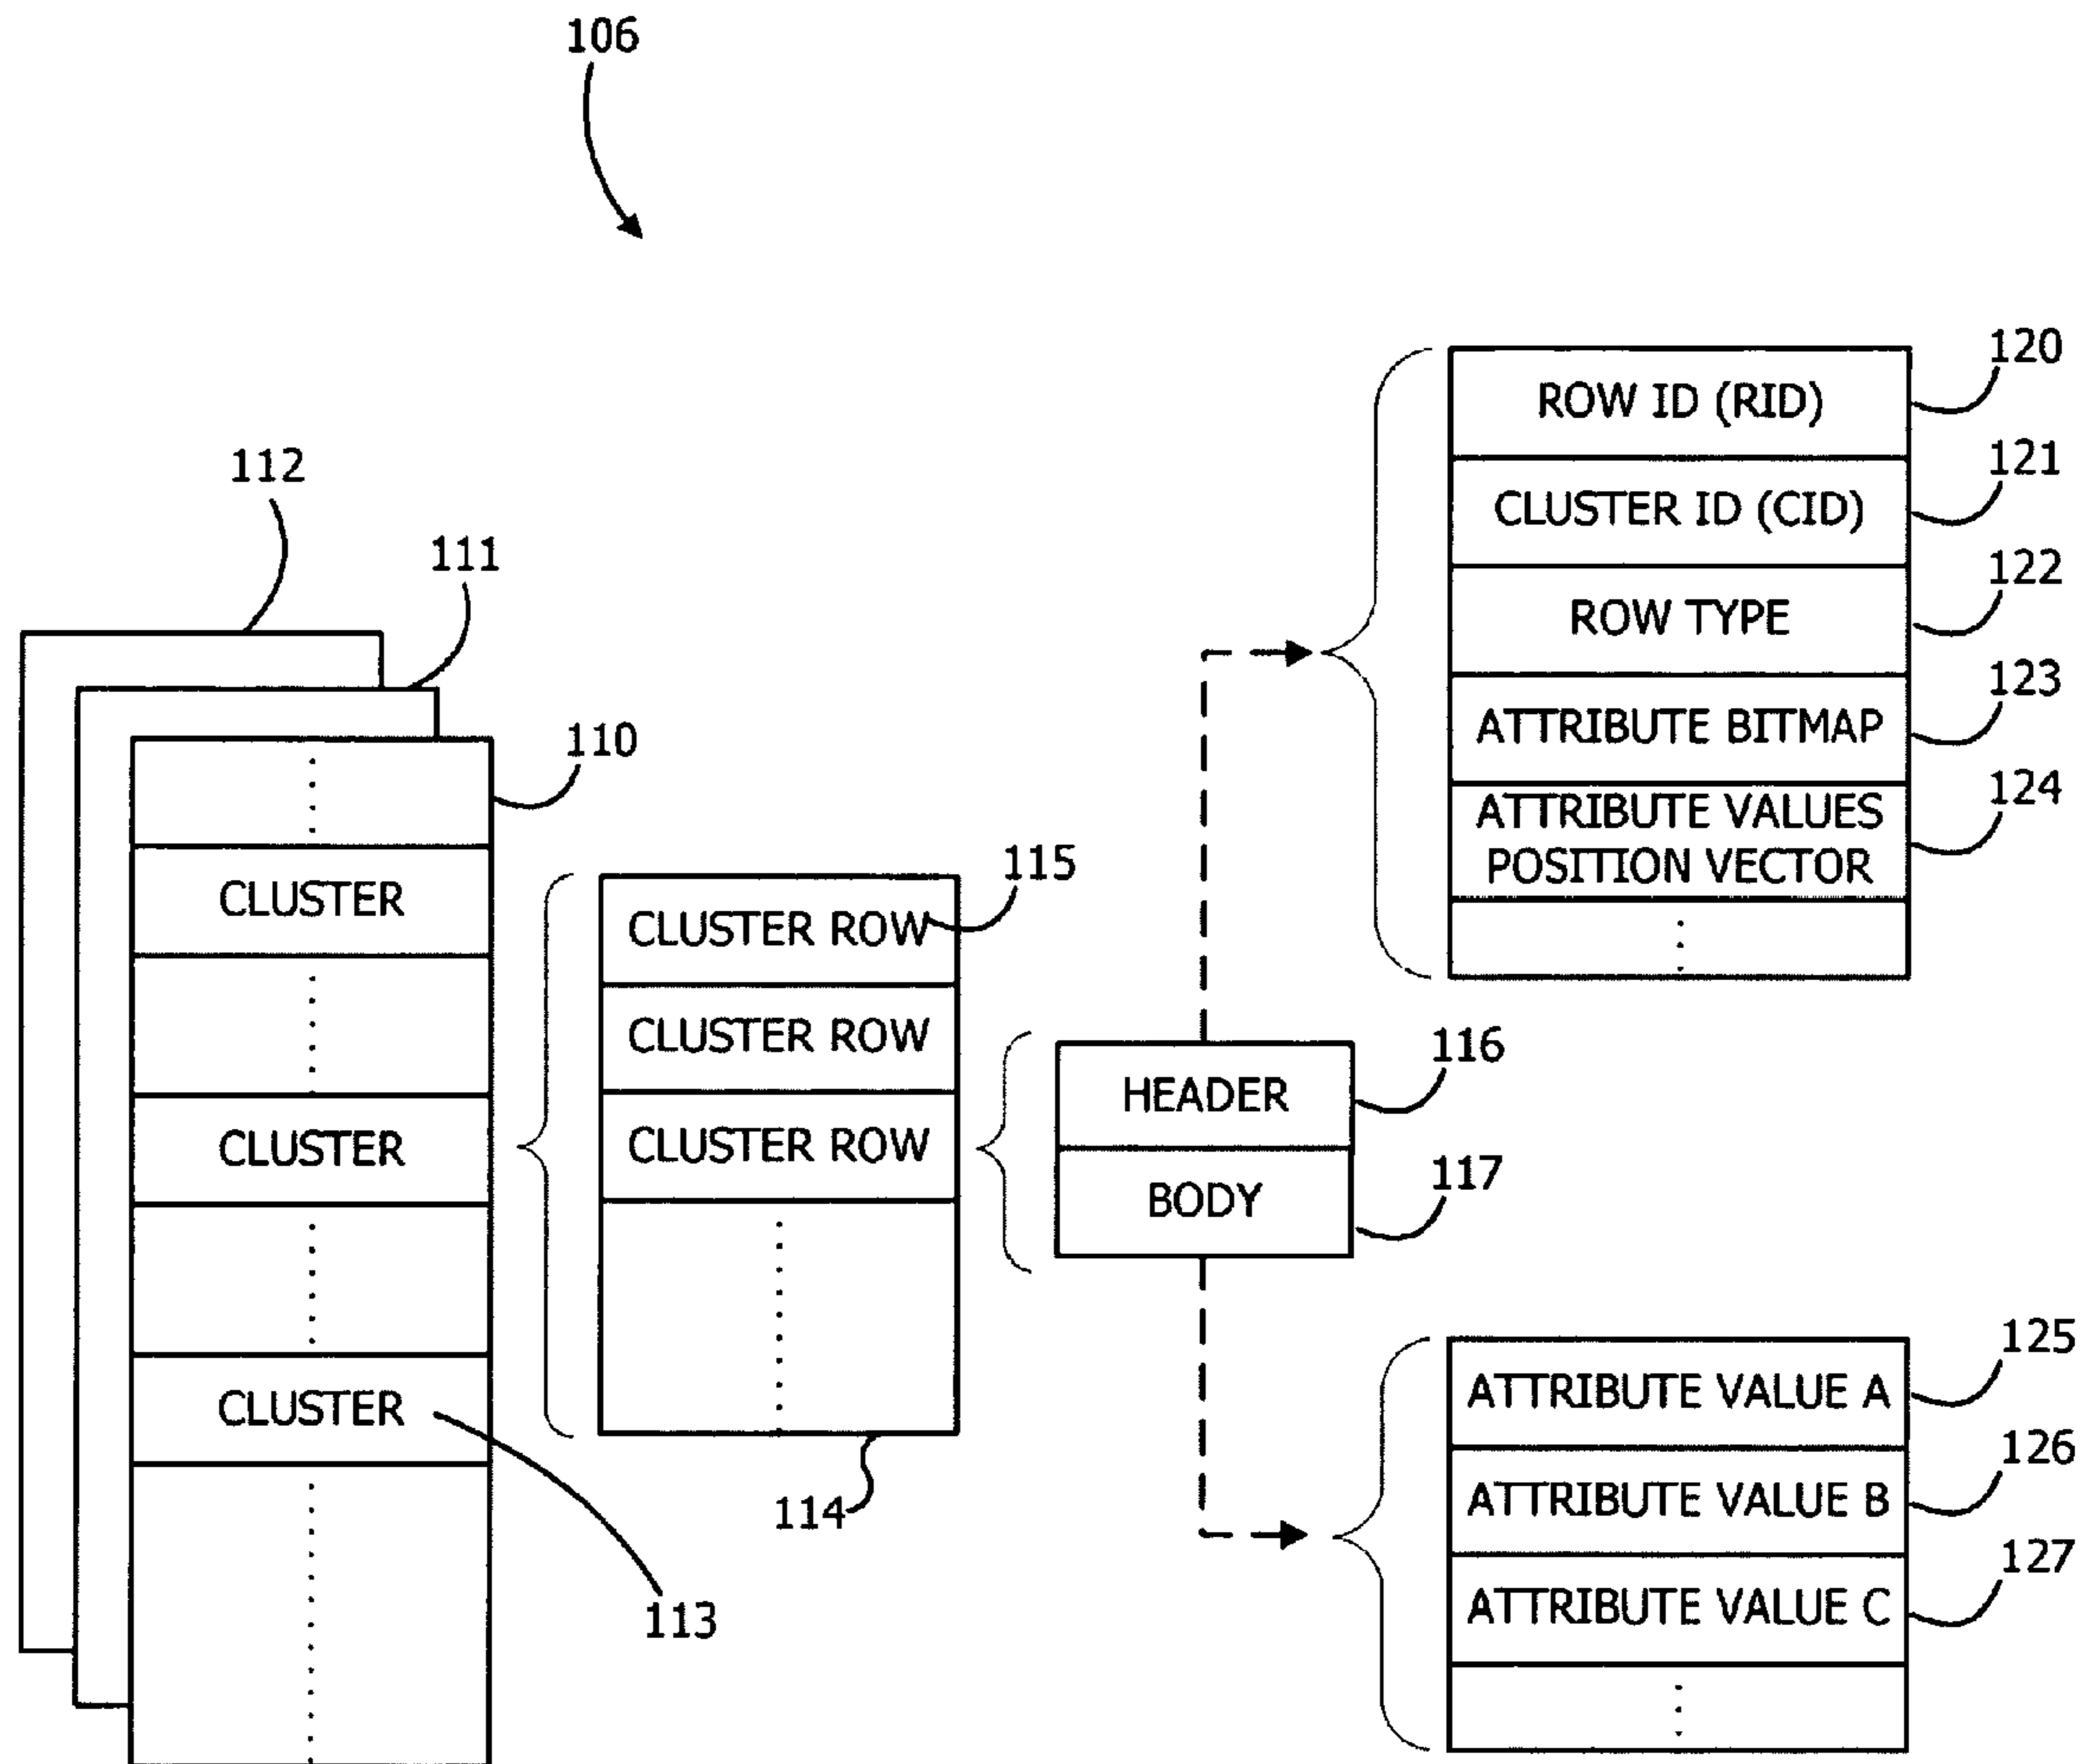 106
112
111
110
CLUSTER
CLUSTER
CLUSTER
113
115
CLUSTER ROW
CLUSTER ROW
CLUSTER ROW
114
HEADER
116
BODY
117
ROW ID (RID)
120
CLUSTER ID (CID)
121
ROW TYPE
122
ATTRIBUTE BITMAP
123
ATTRIBUTE VALUES
POSITION VECTOR
124
ATTRIBUTE VALUE A
125
ATTRIBUTE VALUE B
126
ATTRIBUTE VALUE C
127